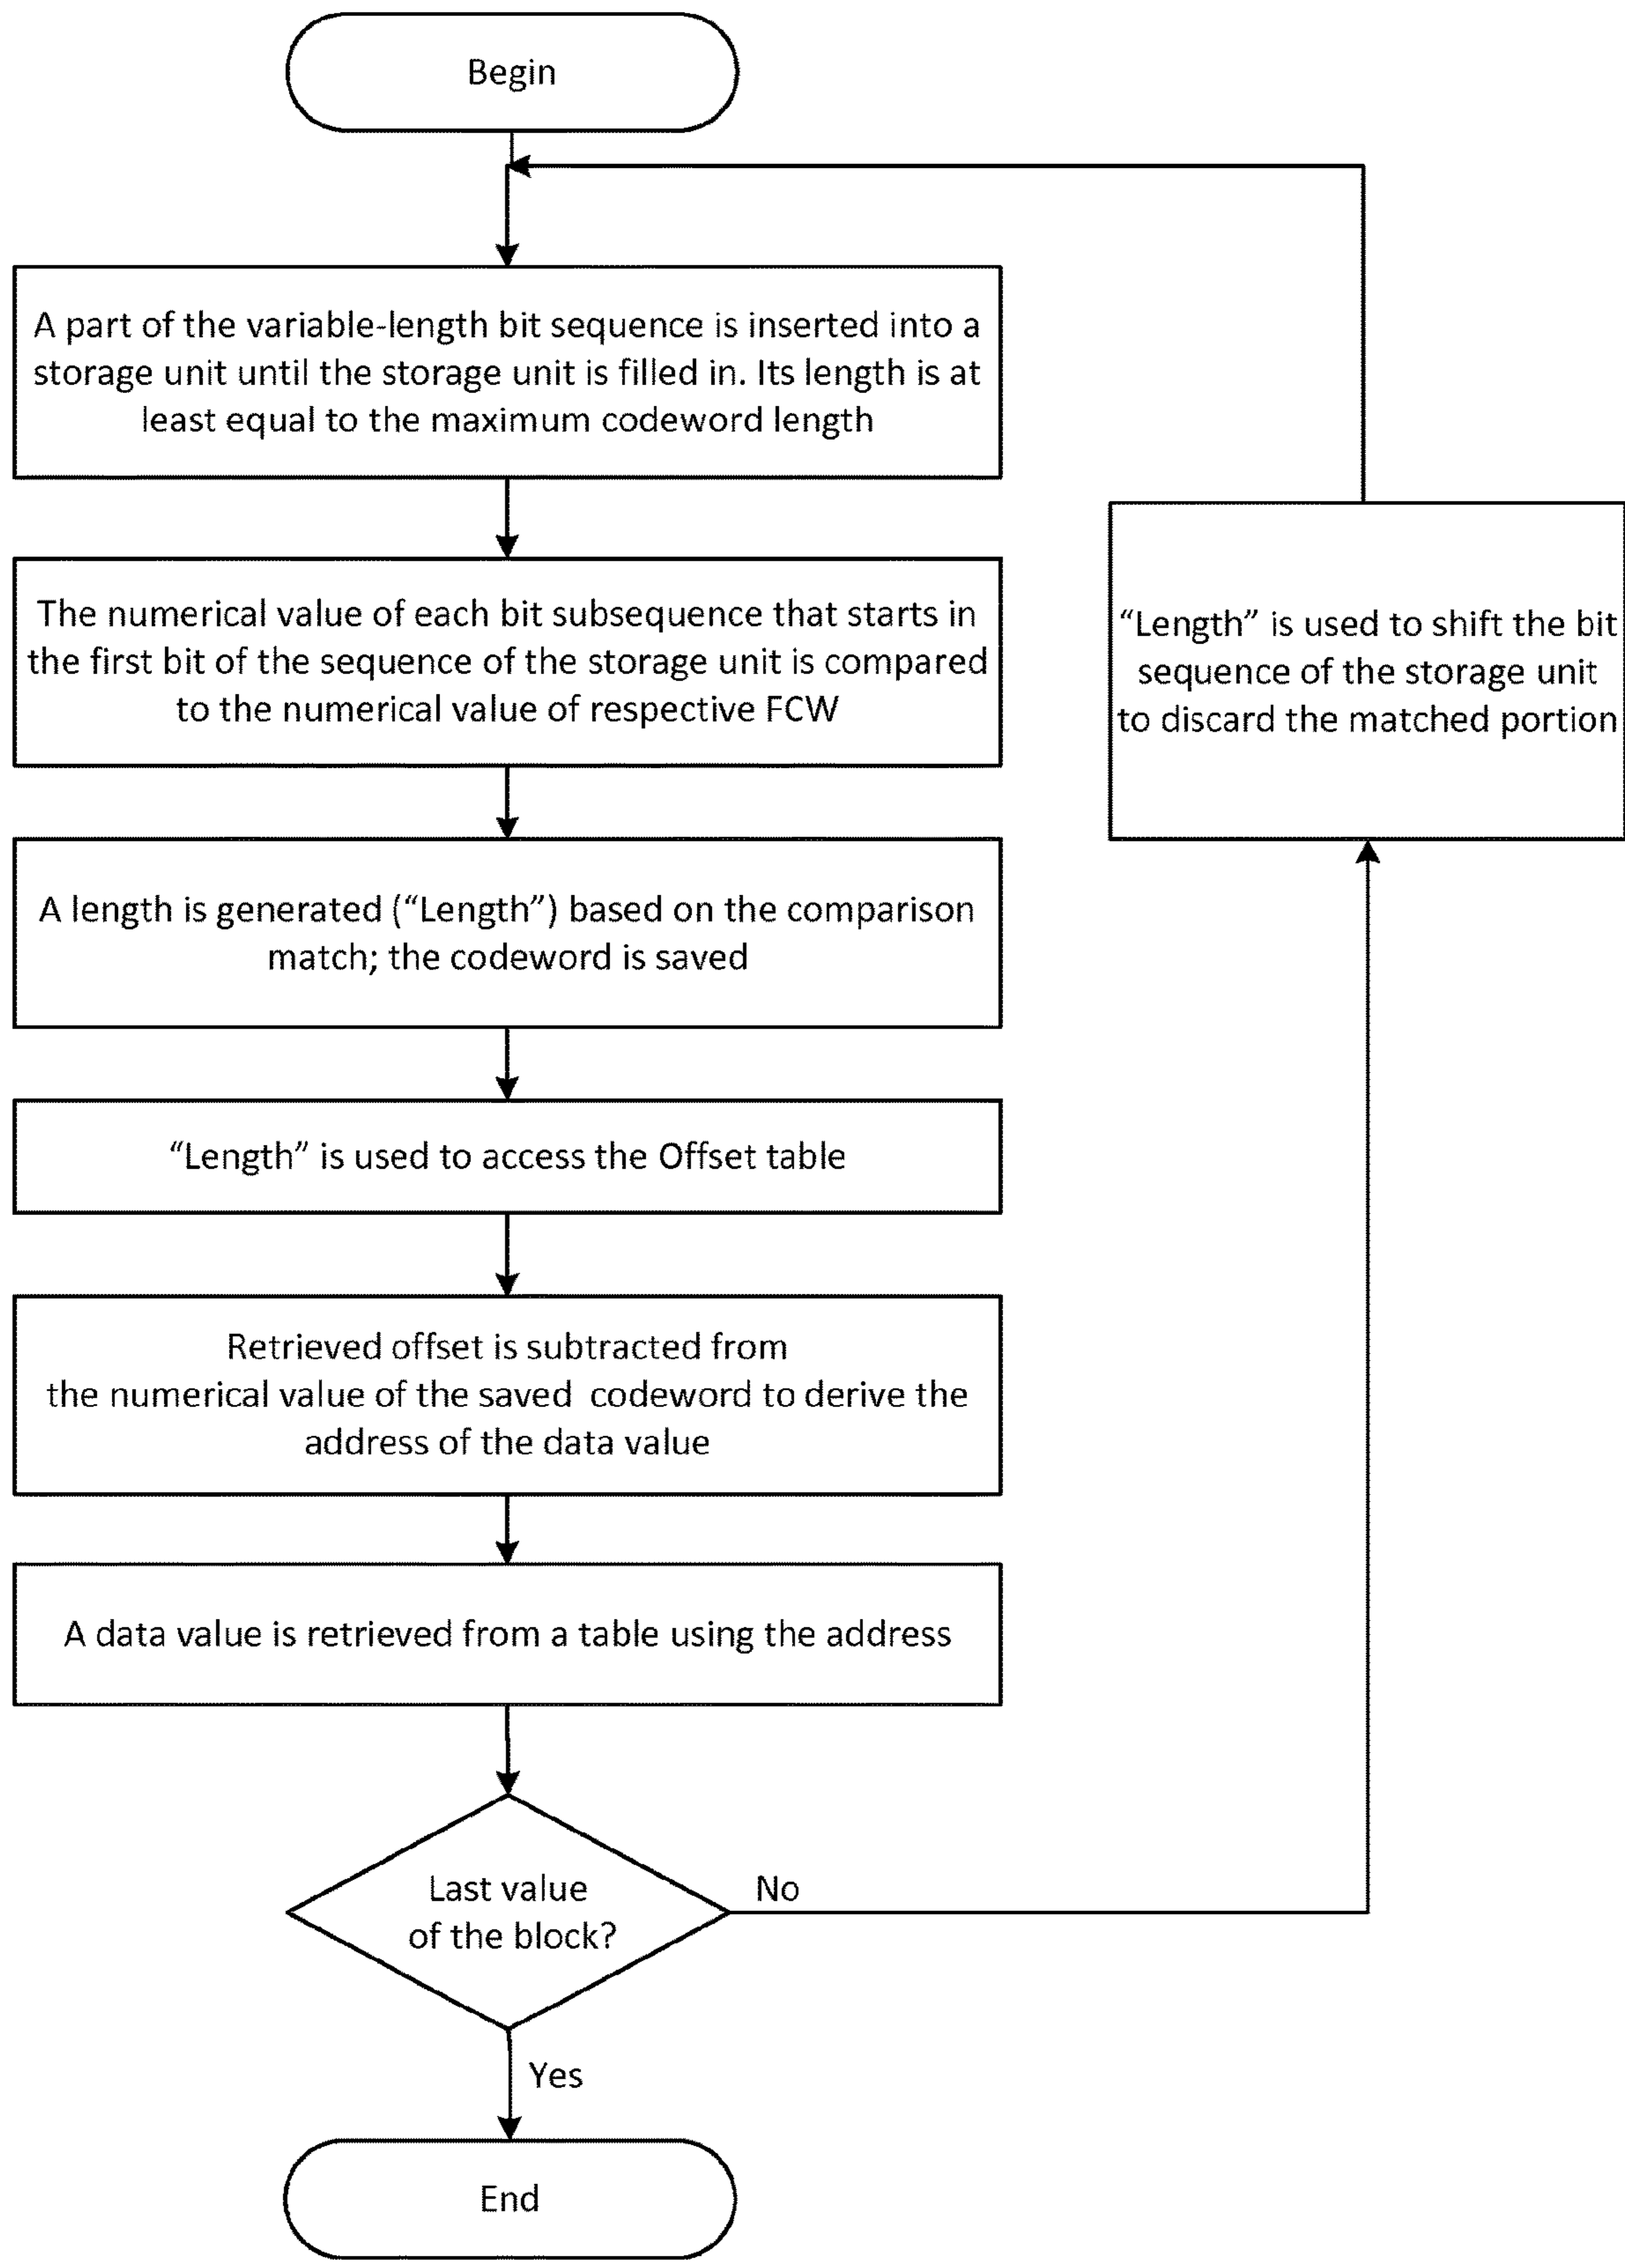 Begin
A part of the variable-length bit sequence is inserted into a
storage unit until the storage unit is filled in. Its length is at
least equal to the maximum codeword length
The numerical value of each bit subsequence that starts in
the first bit of the sequence of the storage unit is compared
to the numerical value of respective FCW
“Length” is used to shift the bit
sequence of the storage unit
to discard the matched portion
A length is generated (“Length”) based on the comparison
match; the codeword is saved
“Length” is used to access the Offset table
Retrieved offset is subtracted from
the numerical value of the saved codeword to derive the
address of the data value
A data value is retrieved from a table using the address
Last value
of the block?
No
Yes
End